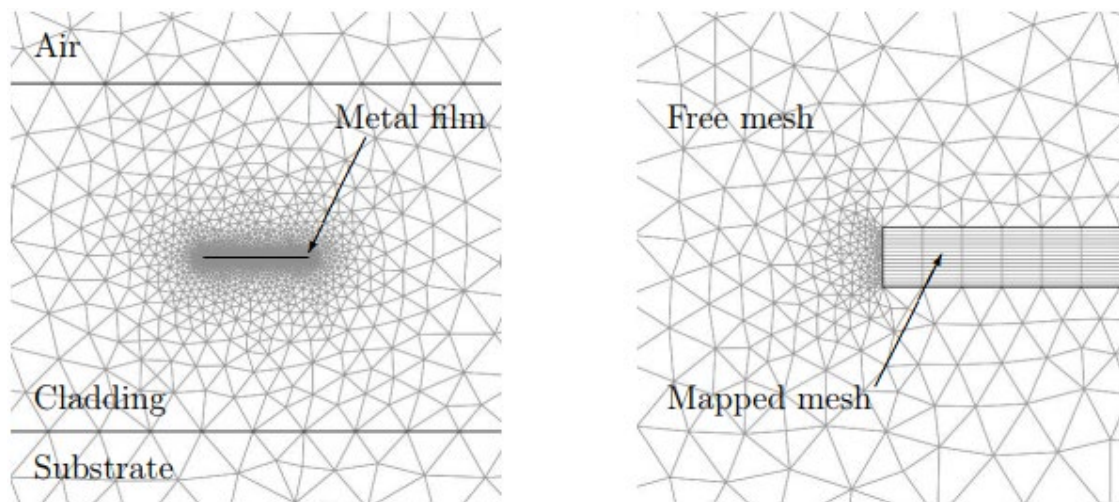 Air
Metal film
Cladding
Substrate
Free mesh
Mapped mesh